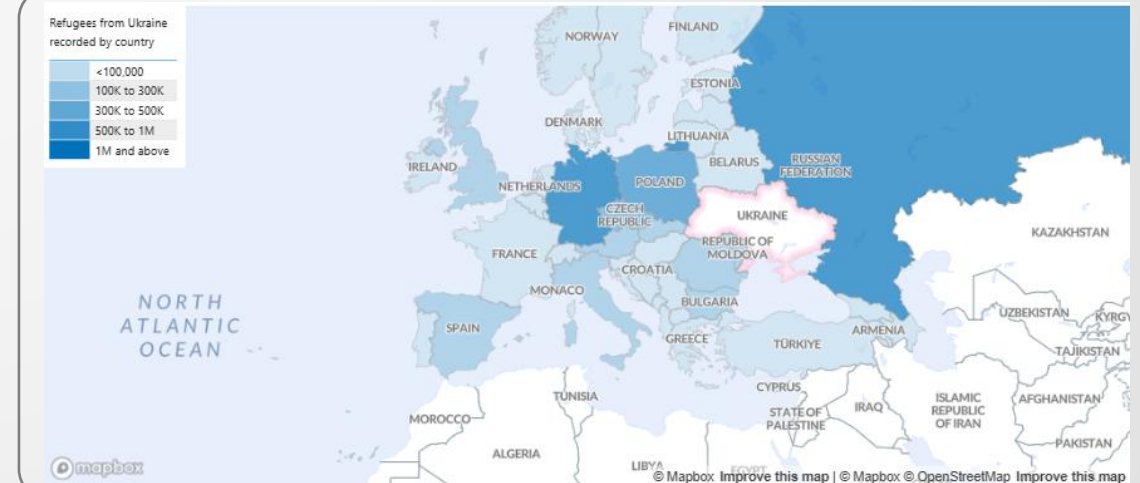 Refugees from Ukraine
recorded by country
<100,000
100K to 300K
300K to 500K
500K to 1M
1M and above
NORWAY
FINLAND
ESTONIA
DENMARK
LITHUANIA
IRELAND
BELARUS
RUSSIAN
FEDERATION
NETHERLANDS
POLAND
CZECH
REPUBLIC
UKRAINE
FRANCE
REPUBLIC OF
MOLDOVA
KAZAKHSTAN
CROATIA
MONACO
BULGARIA
NORTH
ATLANTIC
OCEAN
SPAIN
GREECE
TÜRKIYE
ARMENIA
UZBEKISTAN
KYRGY
TAJIKISTAN
CYPRUS
TUNISIA
STATE OF
PALESTINE
IRAQ
ISLAMIC
REPUBLIC
OF IRAN
AFGHANISTAN
MOROCCO
ALGERIA
PAKISTAN
LIBYA
EGYPT
mapbox
© Mapbox Improve this map | © Mapbox © OpenStreetMap Improve this map